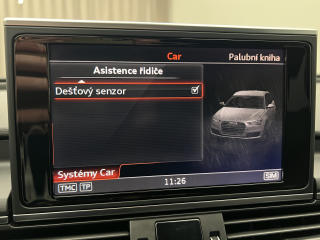 Car
Palubní kniha
Asistence řidiče
Dešťový senzor
Systémy Car
TMC TP
11:26
SIM